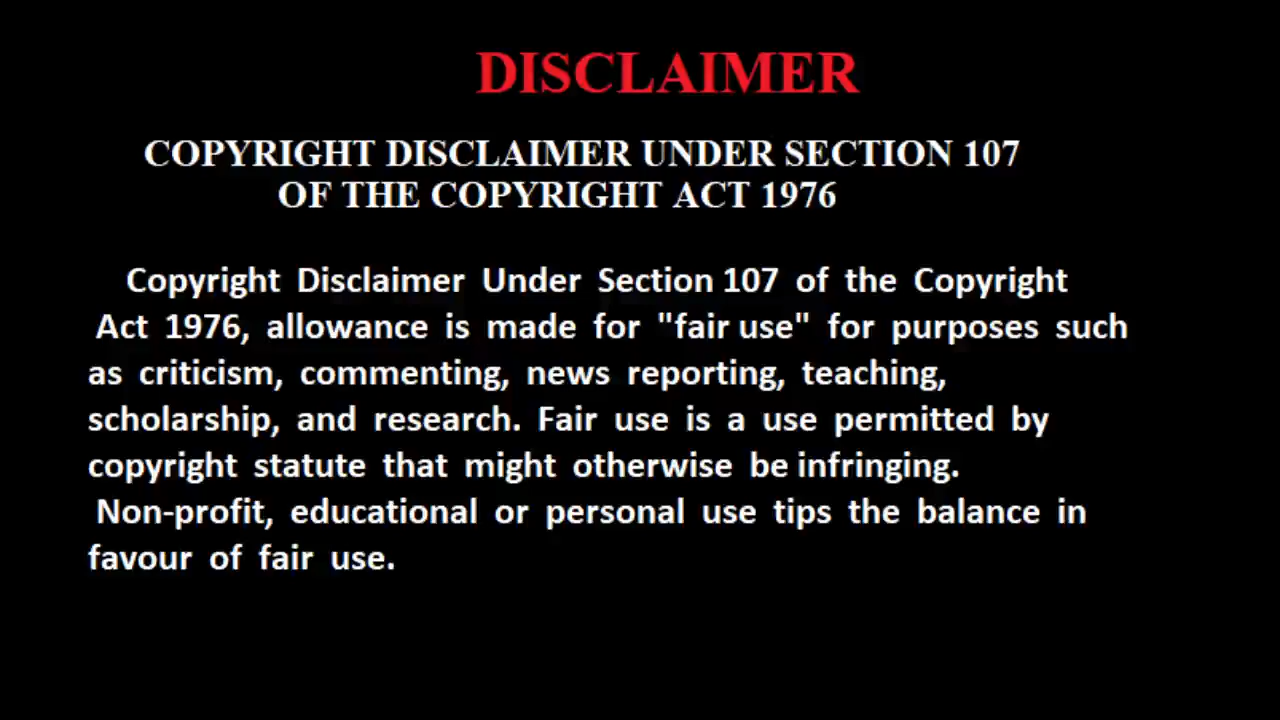 DISCLAIMER
COPYRIGHT DISCLAIMER UNDER SECTION 107
OF THE COPYRIGHT ACT 1976
Copyright Disclaimer Under Section 107 of the Copyright
Act 1976, allowance is made for "fair use" for purposes such
as criticism, commenting, news reporting, teaching,
scholarship, and research. Fair use is a use permitted by
copyright statute that might otherwise be infringing.
Non-profit, educational or personal use tips the balance in
favour of fair use.